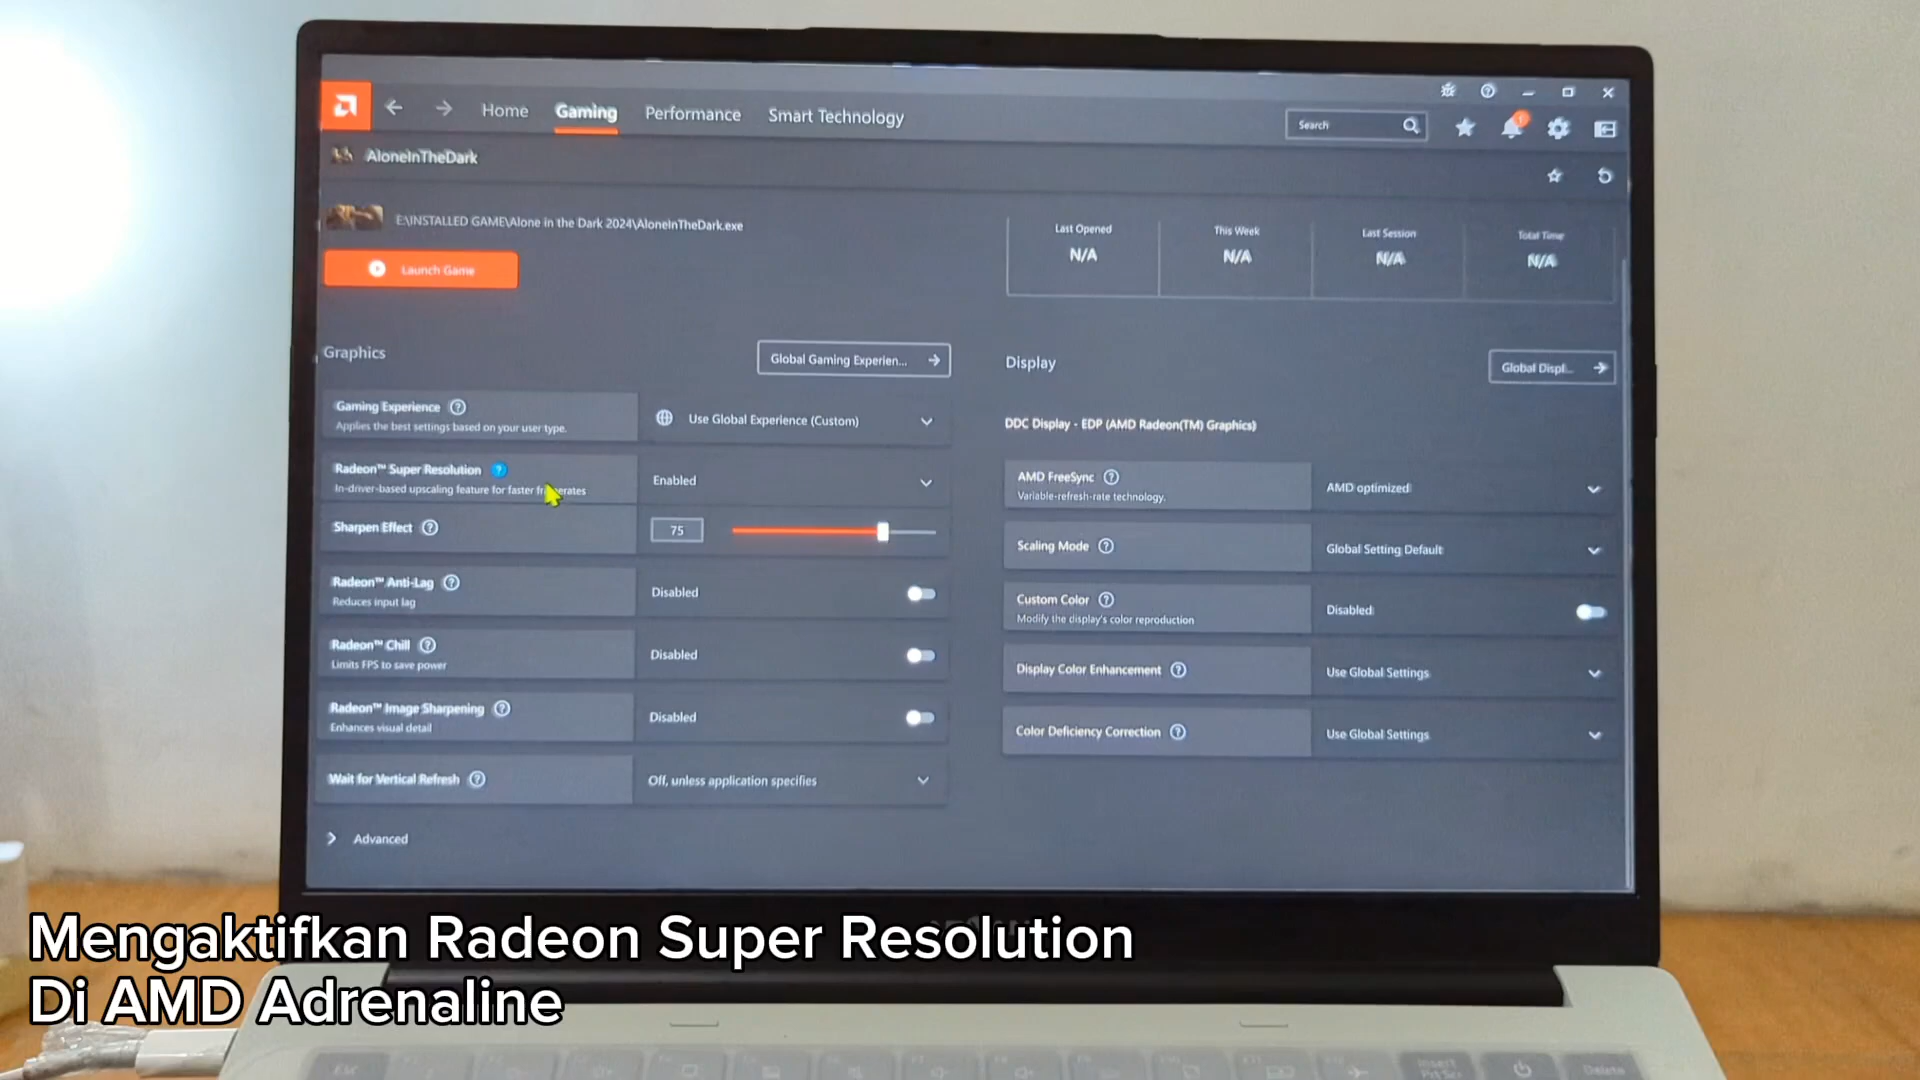 Home Gaming Performance Smart Technology
Search
1
AloneInTheDark
E:\INSTALLED GAME\Alone in the Dark 2024\AloneInTheDark.exe
Launch Game
Last Opened
N/A
This Week
N/A
Last Session
N/A
Total Time
N/A
Graphics
Global Gaming Experien...
Gaming Experience
Applies the best settings based on your user type.
Use Global Experience (Custom)
Radeon™ Super Resolution
In-driver-based upscaling feature for faster
Enabled
Sharpen Effect
75
Radeon™ Anti-Lag
Reduces input lag
Disabled
Radeon™ Chill
Limits FPS to save power
Disabled
Radeon™ Image Sharpening
Enhances visual detail
Disabled
Wait for Vertical Refresh
Off, unless application specifies
Advanced
Display
Global Displ...
DDC Display - EDP (AMD Radeon(TM) Graphics)
AMD FreeSync
Variable-refresh-rate technology.
AMD optimized
Scaling Mode
Global Setting Default
Custom Color
Modify the display's color reproduction
Disabled
Display Color Enhancement
Use Global Settings
Color Deficiency Correction
Use Global Settings
Mengaktifkan Radeon Super Resolution
Di AMD Adrenaline
Esc
Insert
Delete